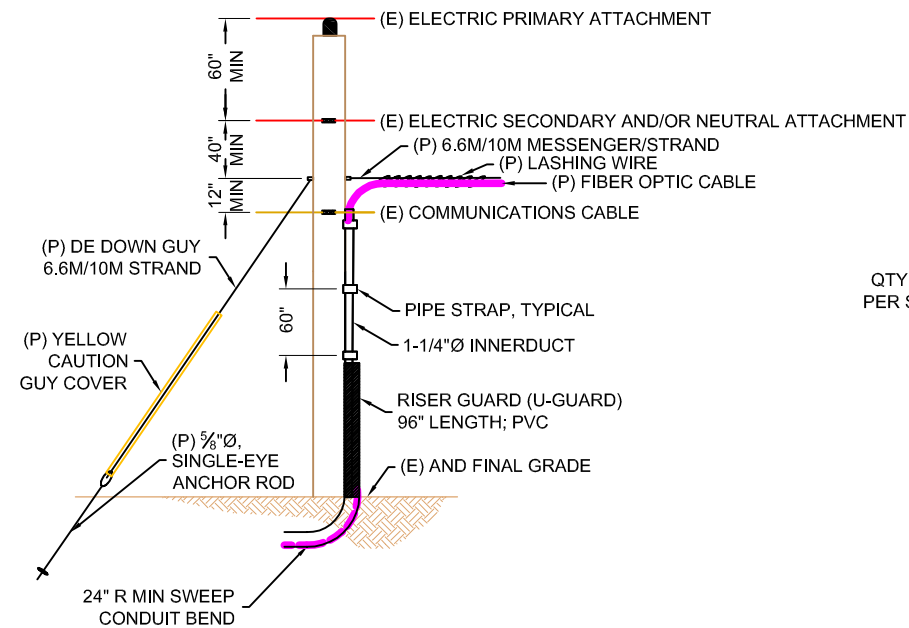 (E) ELECTRIC PRIMARY ATTACHMENT
60"
MIN
(E) ELECTRIC SECONDARY AND/OR NEUTRAL ATTACHMENT
40"
MIN
(P) 6.6M/10M MESSENGER/STRAND
(P) LASHING WIRE
(P) FIBER OPTIC CABLE
12"
MIN
(E) COMMUNICATIONS CABLE
(P) DE DOWN GUY
6.6M/10M STRAND
QTY
PER S
60"
PIPE STRAP, TYPICAL
1-1/4"Ø INNERDUCT
(P) YELLOW
CAUTION
GUY COVER
RISER GUARD (U-GUARD)
96" LENGTH; PVC
(P) 5/8"Ø,
SINGLE-EYE
ANCHOR ROD
(E) AND FINAL GRADE
24" R MIN SWEEP
CONDUIT BEND